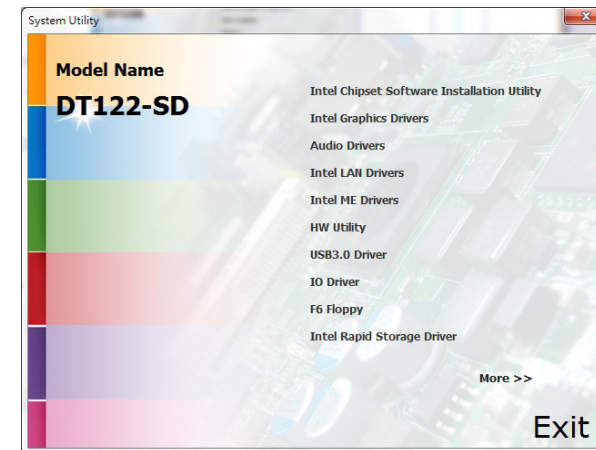 System Utility
Model Name
DT122-SD
Intel Chipset Software Installation Utility
Intel Graphics Drivers
Audio Drivers
Intel LAN Drivers
Intel ME Drivers
HW Utility
USB3.0 Driver
IO Driver
F6 Floppy
Intel Rapid Storage Driver
More >>
Exit